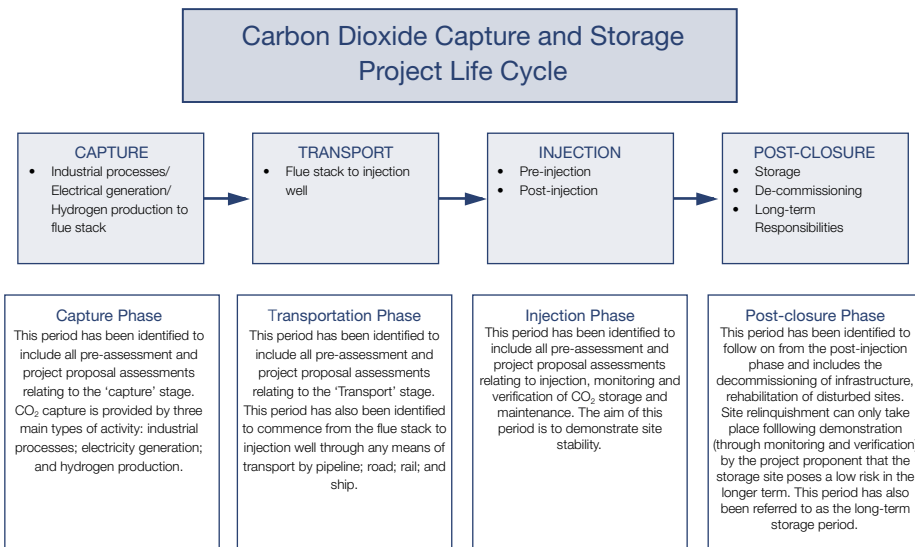 Carbon Dioxide Capture and Storage
Project Life Cycle
CAPTURE
• Industrial processes/
Electrical generation/
Hydrogen production to
flue stack
TRANSPORT
• Flue stack to injection
well
INJECTION
• Pre-injection
• Post-injection
POST-CLOSURE
• Storage
• De-commissioning
• Long-term
Responsibilities
Capture Phase
This period has been identified to
include all pre-assessment and
project proposal assessments
relating to the ‘capture’ stage.
CO₂ capture is provided by three
main types of activity: industrial
processes; electricity generation;
and hydrogen production.
Transportation Phase
This period has been identified to
include all pre-assessment and
project proposal assessments
relating to the ‘Transport’ stage.
This period has also been identified
to commence from the flue stack to
injection well through any means of
transport by pipeline; road; rail; and
ship.
Injection Phase
This period has been identified to
include all pre-assessment and
project proposal assessments
relating to injection, monitoring and
verification of CO₂ storage and
maintenance. The aim of this
period is to demonstrate site
stability.
Post-closure Phase
This period has been identified to
follow on from the post-injection
phase and includes the
decommissing of infrastructure,
rehabilitation of disturbed sites.
Site relinquishment can only take
place folllowing demonstration
(through monitoring and verification)
by the project proponent that the
storage site poses a low risk in the
longer term. This period has also
been referred to as the long-term
storage period.